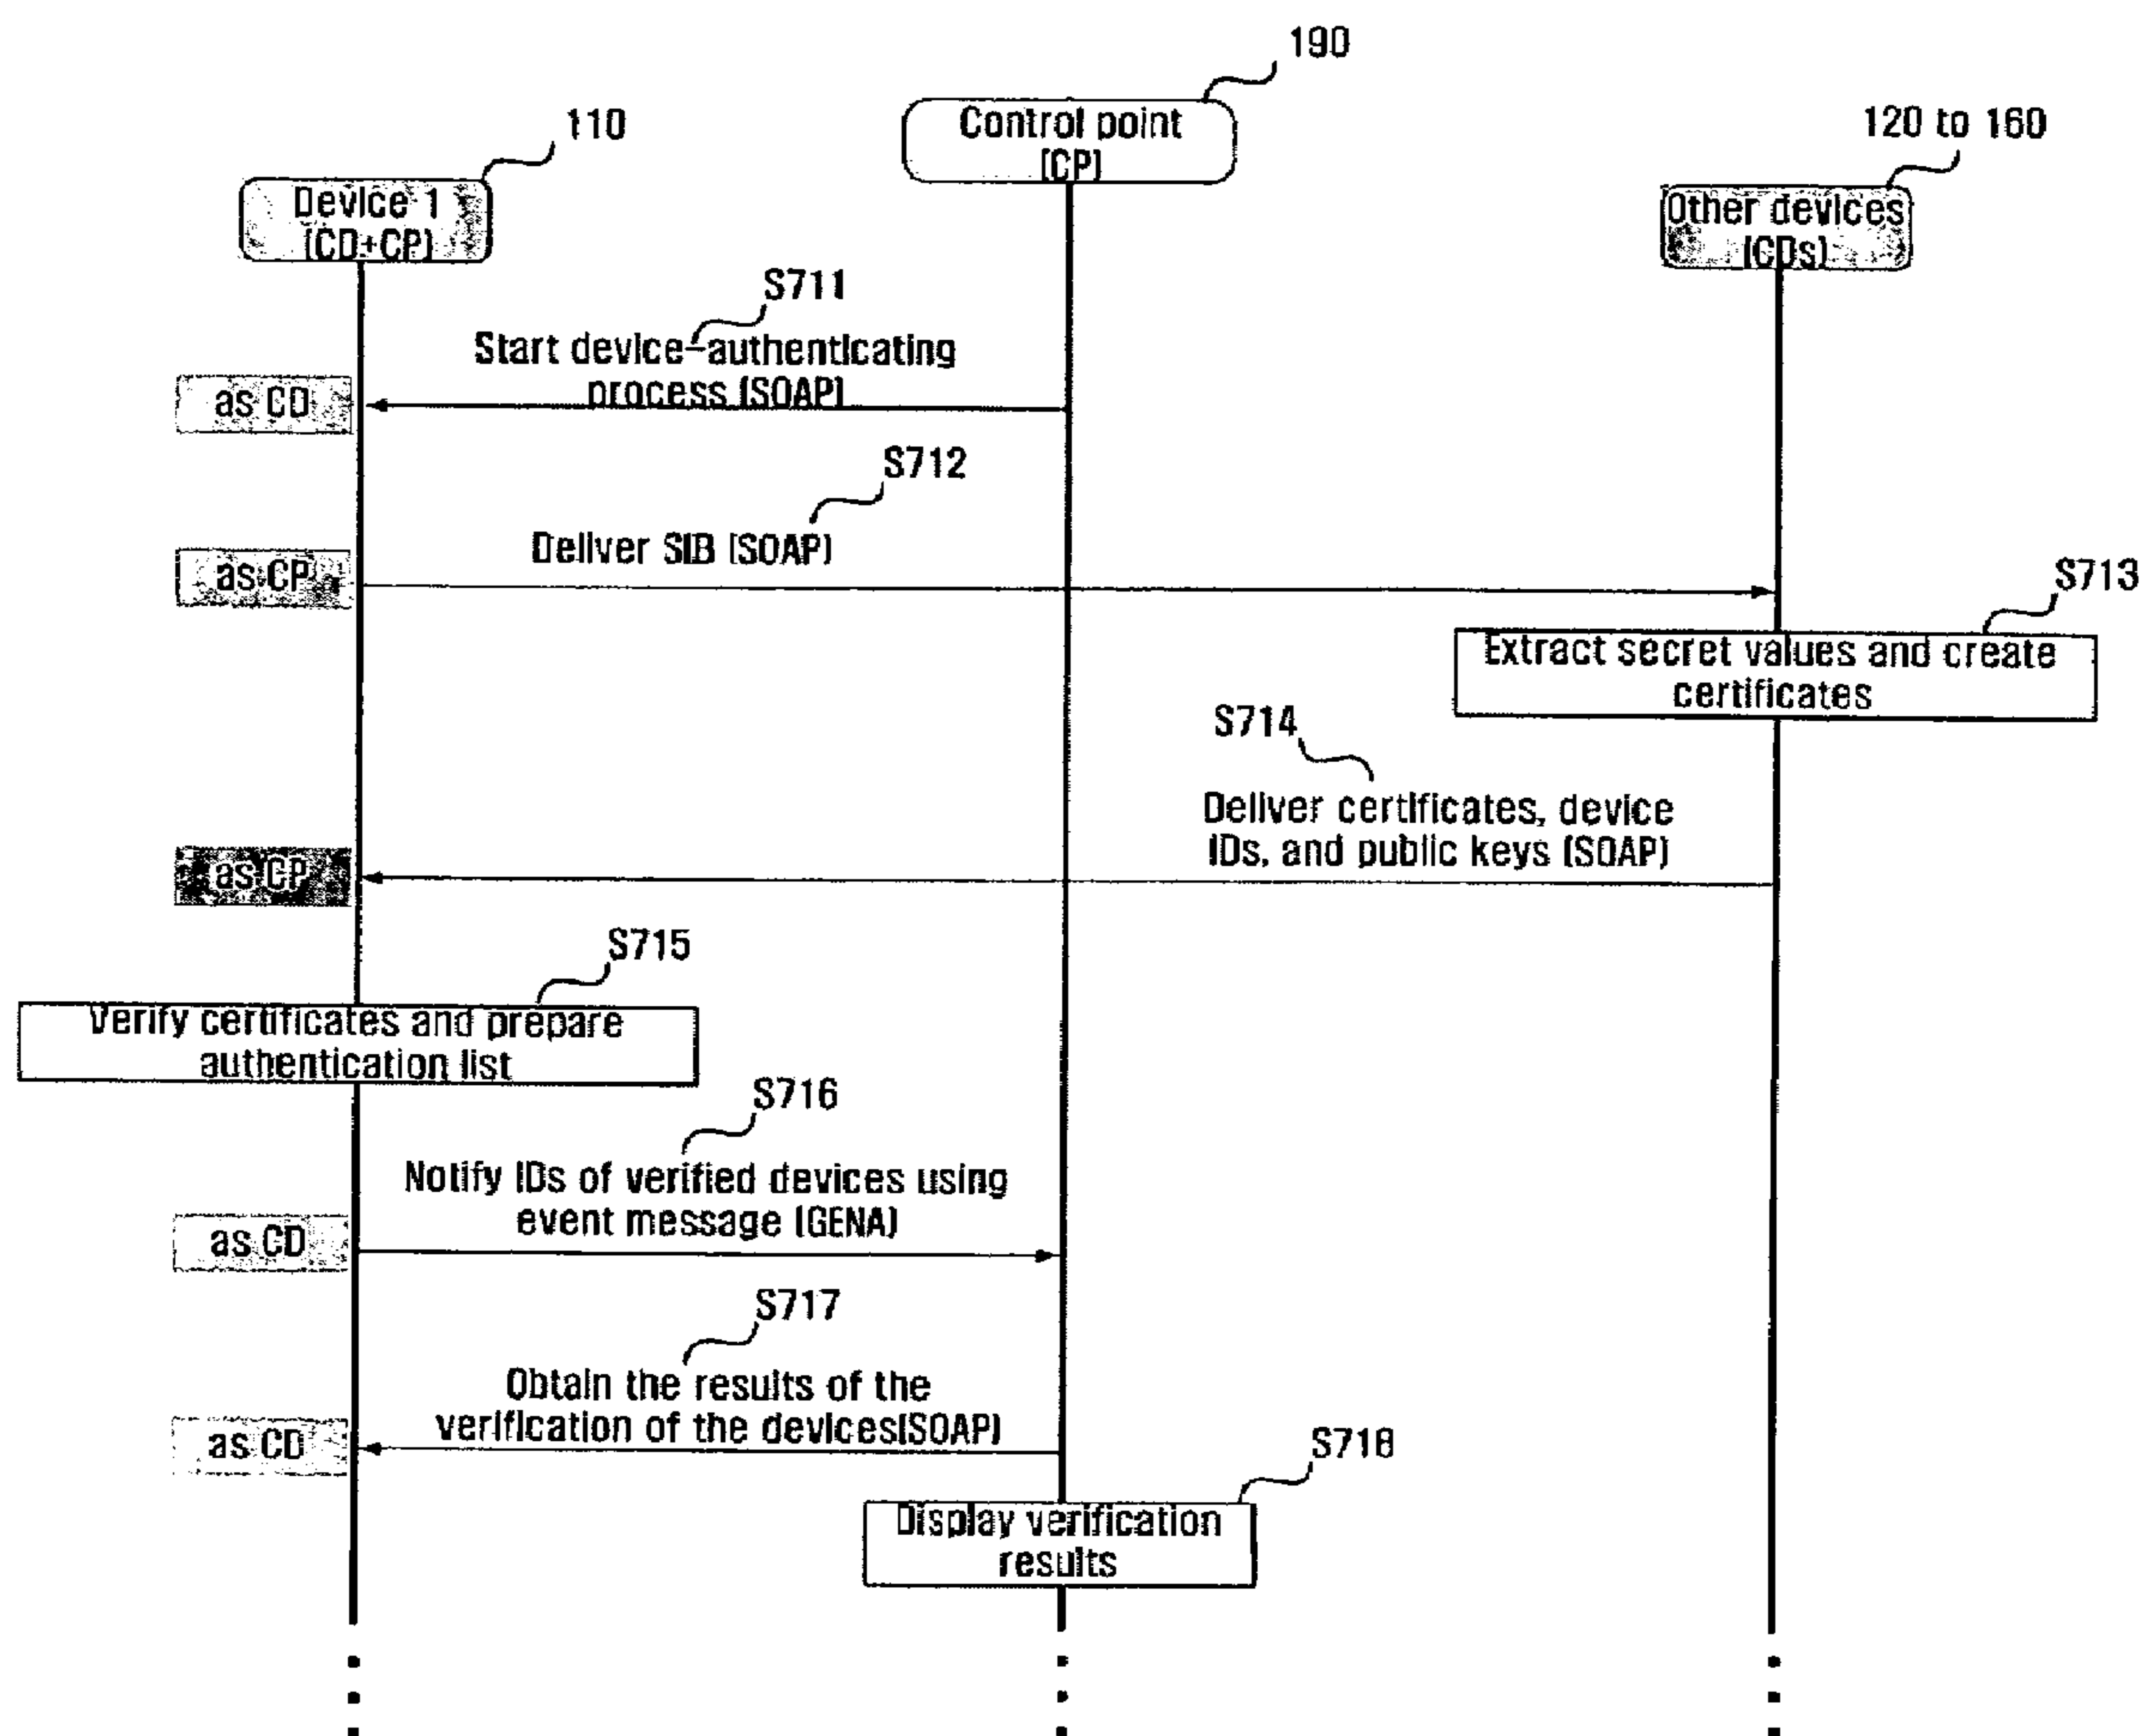 190
Control point
(CP)
110
Device 1
(CD+CP)
120 to 160
Other devices
(CDs)
S711
Start device-authenticating
process (SOAP)
as CD
S712
Deliver SIB (SOAP)
as CP
S713
Extract secret values and create
certificates
S714
Deliver certificates, device
IDs, and public keys (SOAP)
as CP
S715
Verify certificates and prepare
authentication list
S716
Notify IDs of verified devices using
event message (GENA)
as CD
S717
Obtain the results of the
verification of the devices(SOAP)
as CD
S718
Display verification
results